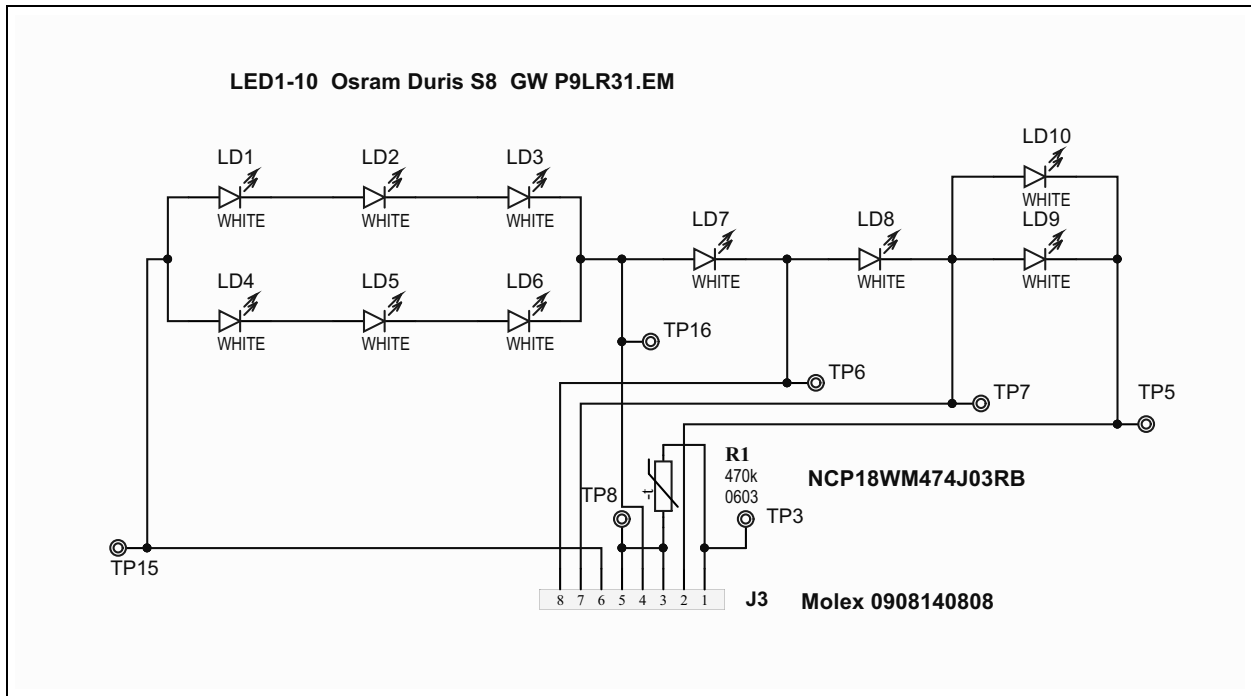 LED1-10 Osram Duris S8 GW P9LR31.EM
LD1
LD2
LD3
LD10
WHITE
WHITE
WHITE
WHITE
LD7
LD8
LD9
WHITE
WHITE
WHITE
LD4
LD5
LD6
WHITE
WHITE
WHITE
TP16
TP6
TP7
TP5
R1
470k
0603
NCP18WM474J03RB
-t
TP8
TP3
TP15
8 7 6 5 4 3 2 1
J3
Molex 0908140808